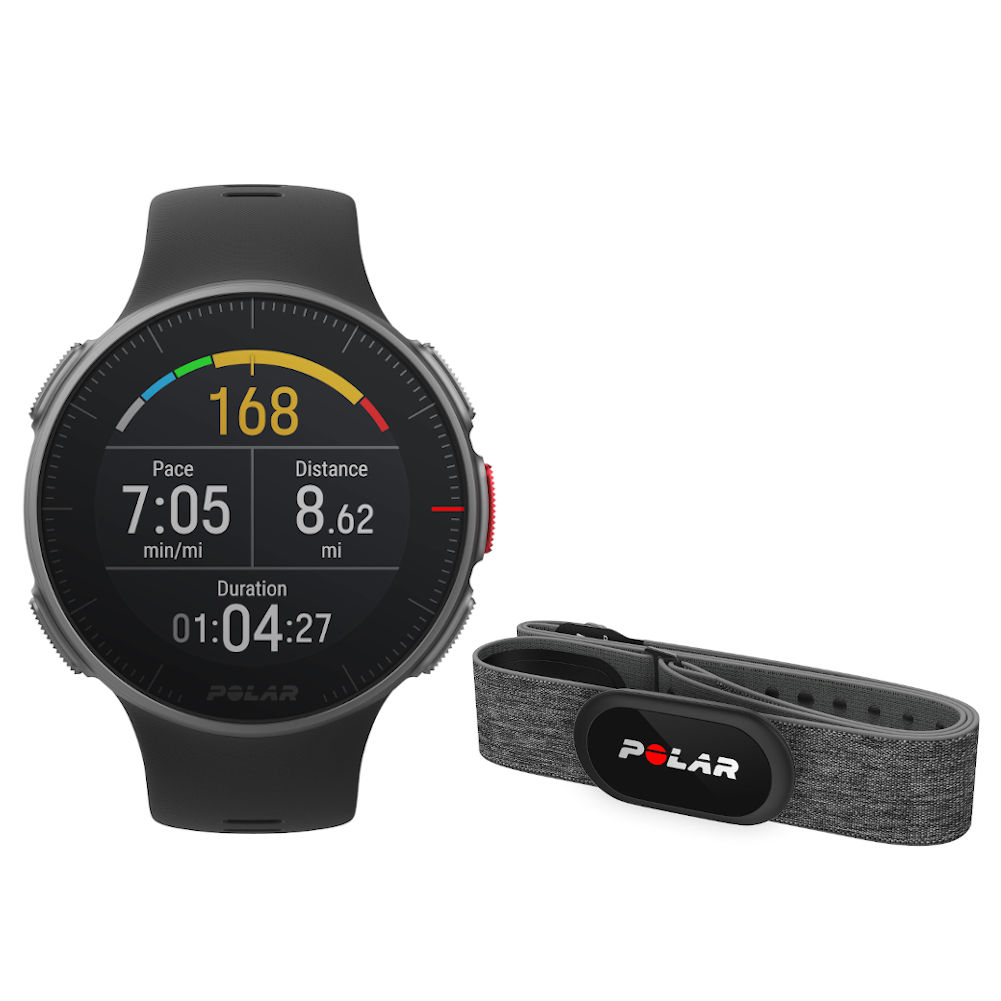 168
Pace
Distance
7:05
8.62
min/mi
mi
Duration
01:04:27
POLAR
POLAR